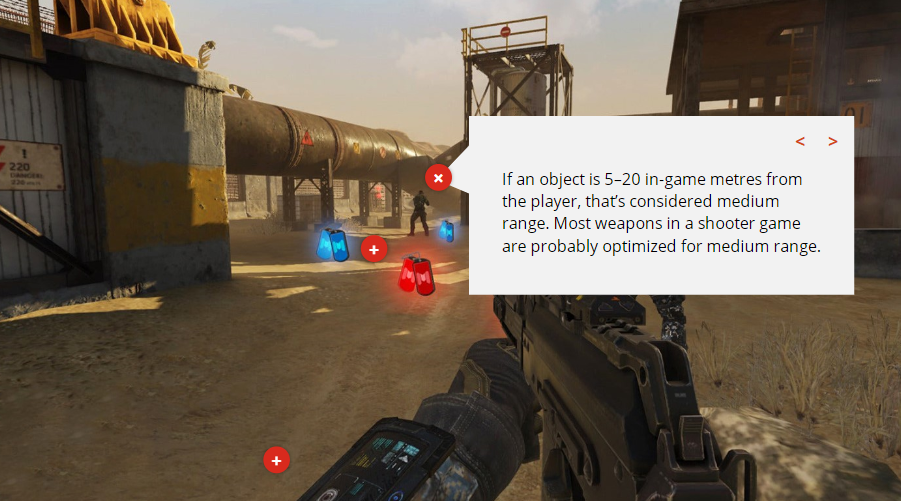 < >
If an object is 5–20 in-game metres from
the player, that’s considered medium
range. Most weapons in a shooter game
are probably optimized for medium range.
!
220
DANGER!